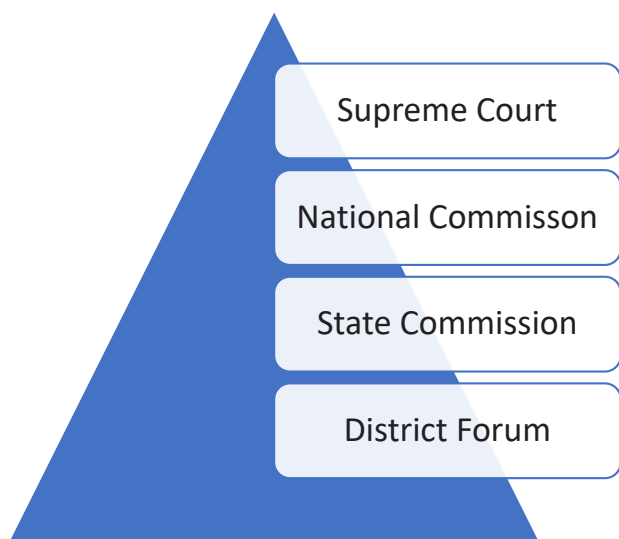 Supreme Court
National Commisson
State Commission
District Forum